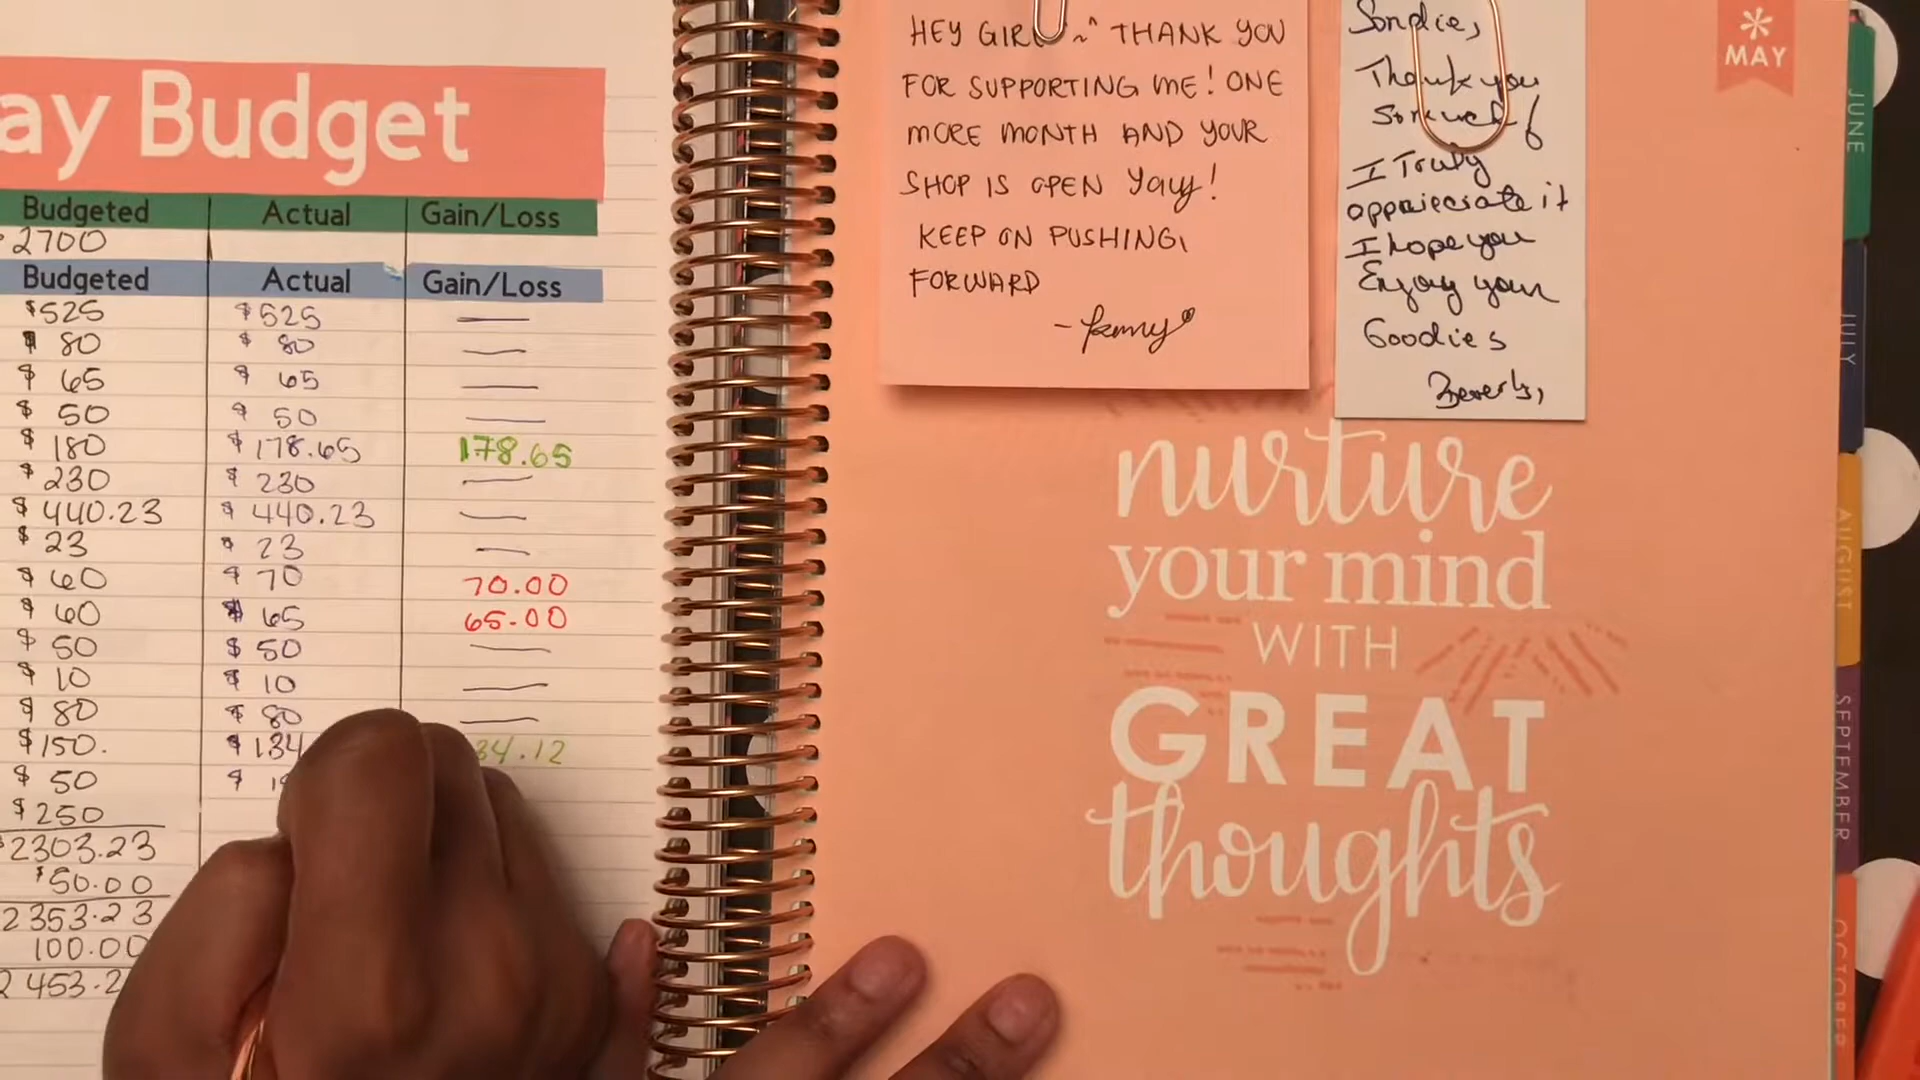 ay Budget
Budgeted Actual Gain/Loss
2700
Budgeted Actual Gain/Loss
$525 $525
$ 80 $ 80
$ 65 $ 65
$ 50 $ 50
$ 180 $178.65 178.65
$230 $ 230
$ 440.23 $ 440.23
$ 23 $ 23
$ 60 $ 70 70.00
$ 60 $ 65 65.00
$ 50 $ 50
$ 10 $ 10
$ 80 $ 80
$150. $134 34.12
$ 50 $ 1
$250
2303.23
$50.00
2353.23
100.00
2453.2
HEY GIRL ~ THANK YOU
FOR SUPPORTING ME! ONE
MORE MONTH AND YOUR
SHOP IS OPEN Yay!
KEEP ON PUSHING,
FORWARD
Thank you
I Truly
I hope you
Enjoy your
Goodies
nurture
your mind
WITH
GREAT
thoughts
MAY
JUNE
JULY
AUGUST
SEPTEMBER
OCTOBER